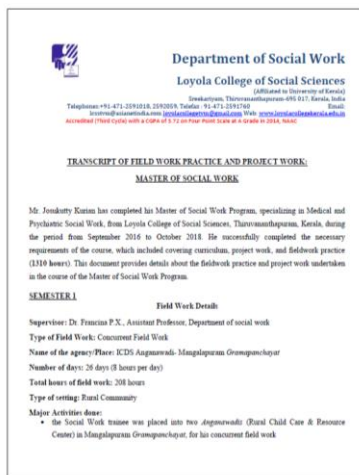 Department of Social Work
Loyola College of Social Sciences
(Affiliated to University of Kerala)
Sreekariyam, Thiruvananthapuram-695 017, Kerala, India
Telephones:+91-471-2591018, 2592059, Telefax : 91-471-2591760 Email:
Web: www.loyolacollegekerala.edu.in
Accredited (Third Cycle) with a CGPA of 3.71 on Four Point Scale at A Grade in 2014, NAAC
TRANSCRIPT OF FIELD WORK PRACTICE AND PROJECT WORK:
MASTER OF SOCIAL WORK
Mr. Josukutty Kurian has completed his Master of Social Work Program, specializing in Medical and
Psychiatric Social Work, from Loyola College of Social Sciences, Thiruvananthapuram, Kerala, during
the period from September 2016 to October 2018. He successfully completed the necessary
requirements of the course, which included covering curriculum, project work, and fieldwork practice
(1310 hours). This document provides details about the fieldwork practice and project work undertaken
in the course of the Master of Social Work Program.
SEMESTER 1
Field Work Details
Supervisor: Dr. Francina P.X., Assistant Professor, Department of social work
Type of Field Work: Concurrent Field Work
Name of the agency/Place: ICDS Anganawadi- Mangalapuram Gramapanchayat
Number of days: 26 days (8 hours per day)
Total hours of field work: 208 hours
Type of setting: Rural Community
Major Activities done:
• the Social Work trainee was placed into two Anganawadis (Rural Child Care & Resource
Center) in Mangalapuram Gramapanchayat, for his concurrent field work